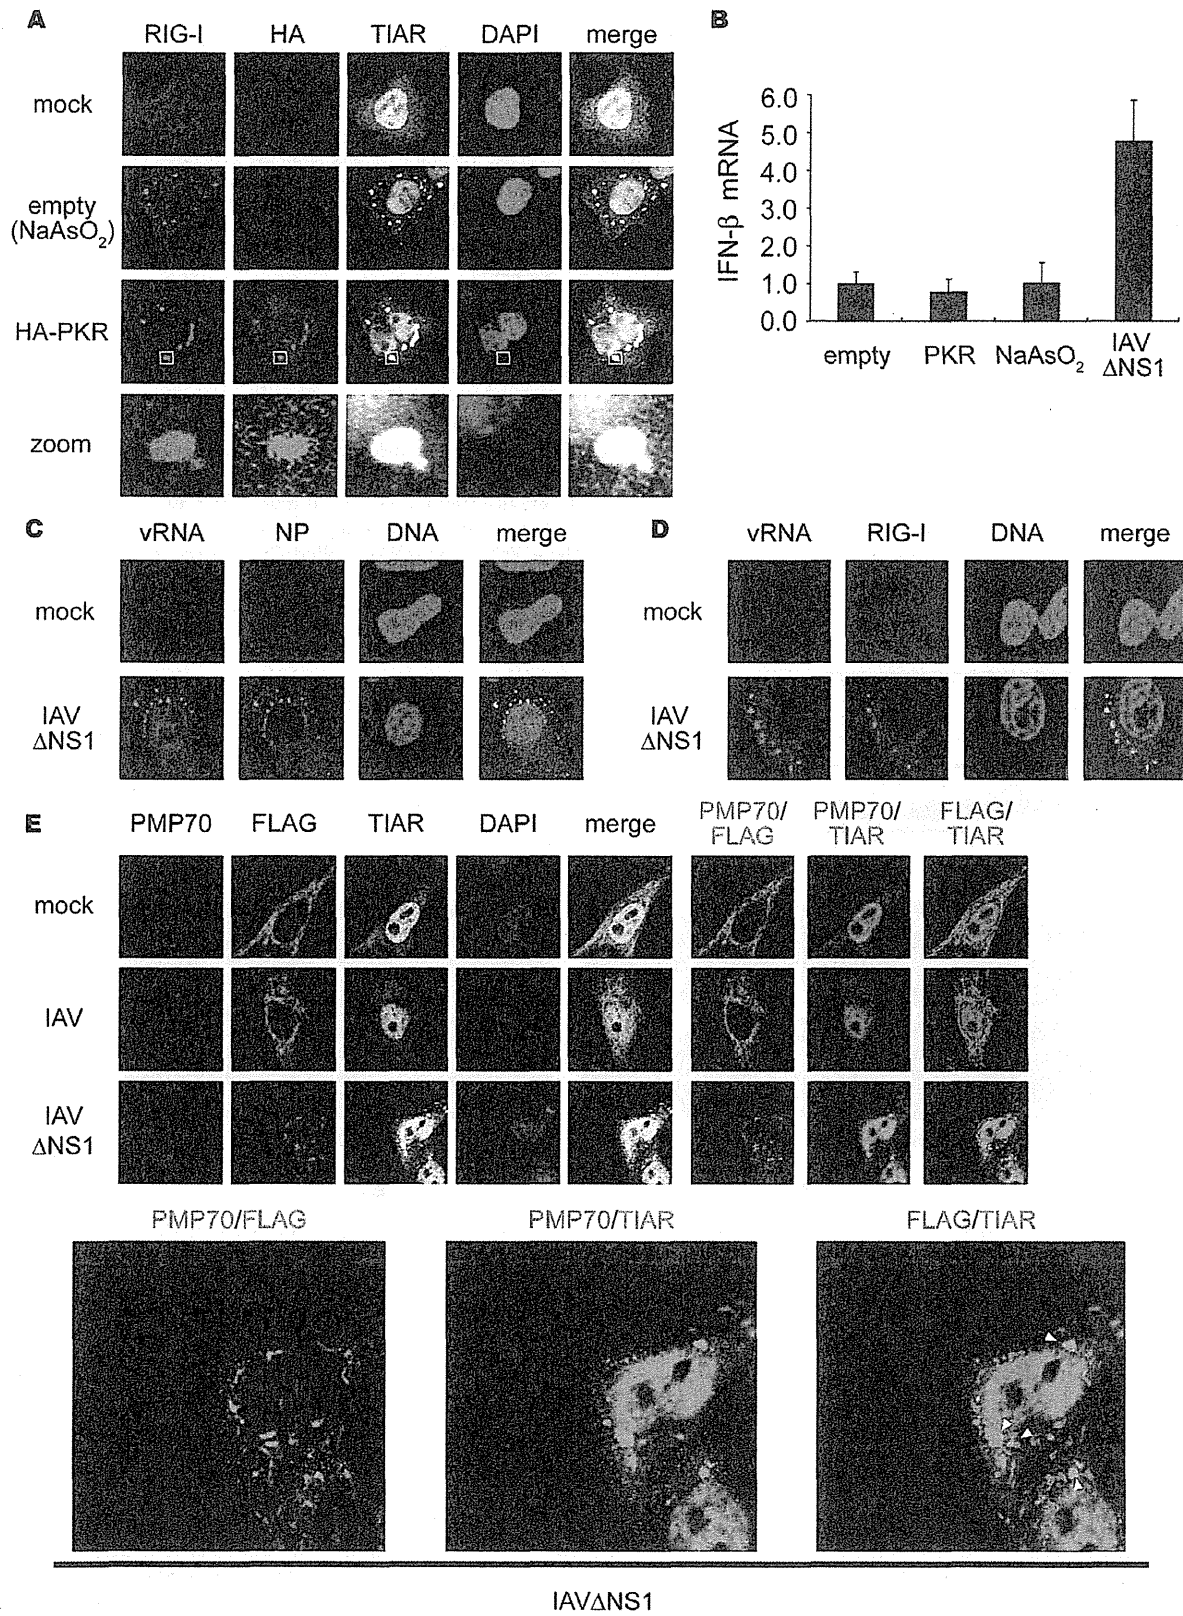 A
RIG-I HA TIAR DAPI merge
mock
empty
(NaAsO₂)
HA-PKR
zoom
B
IFN-β mRNA
6.0
5.0
4.0
3.0
2.0
1.0
0.0
empty PKR NaAsO₂ IAV
ΔNS1
C
vRNA NP DNA merge
mock
IAV
ΔNS1
D
vRNA RIG-I DNA merge
mock
IAV
ΔNS1
E
PMP70 FLAG TIAR DAPI merge PMP70/ PMP70/ FLAG/
FLAG TIAR TIAR
mock
IAV
IAV
ΔNS1
PMP70/FLAG PMP70/TIAR FLAG/TIAR
IAVΔNS1